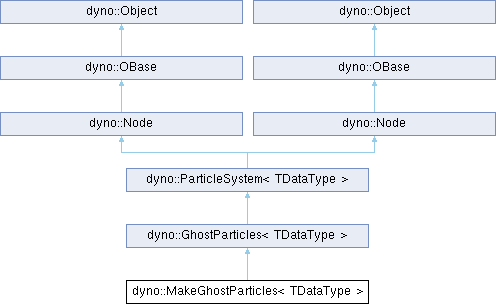 dyno::Object
dyno::Object
dyno::OBase
dyno::OBase
dyno::Node
dyno::Node
dyno::ParticleSystem< TDataType >
dyno::GhostParticles< TDataType >
dyno::MakeGhostParticles< TDataType >